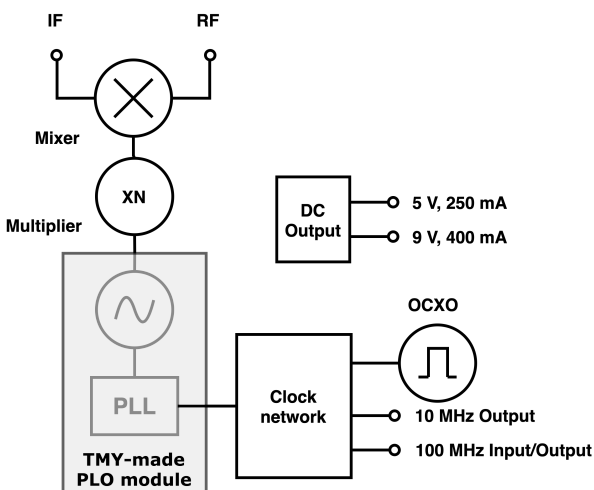 IF
RF
Mixer
XN
Multiplier
DC
Output
5 V, 250 mA
9 V, 400 mA
OCXO
PLL
Clock
network
10 MHz Output
100 MHz Input/Output
TMY-made
PLO module